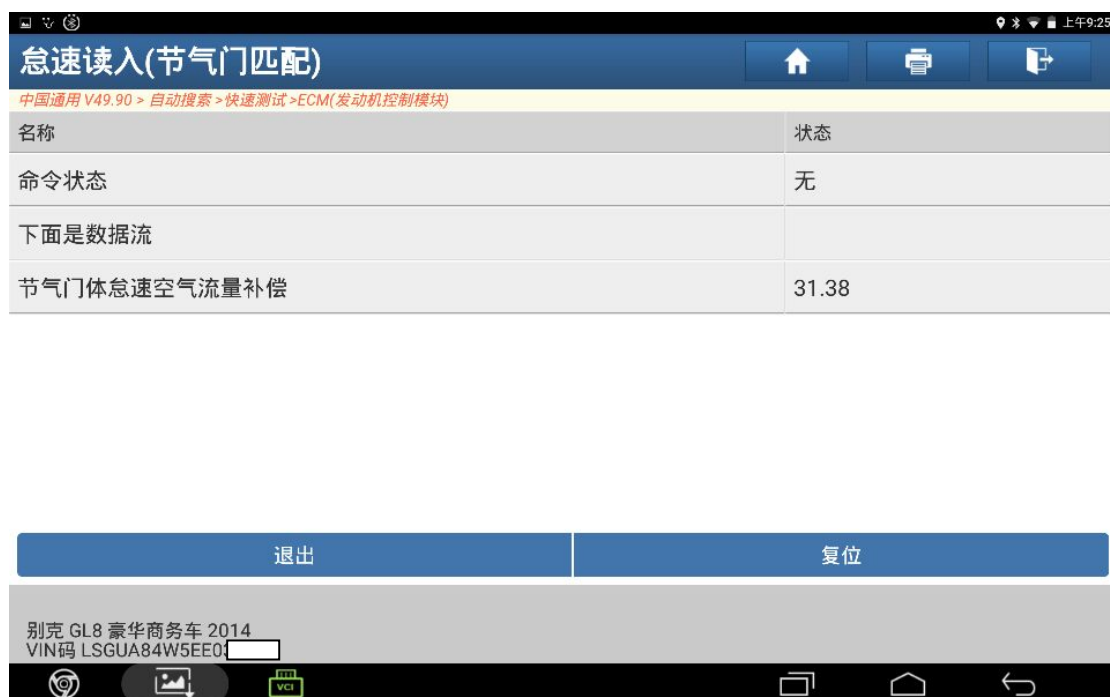 上午9:25
怠速读入(节气门匹配)
中国通用 V49.90 > 自动搜索 >快速测试 >ECM(发动机控制模块)
名称 状态
命令状态 无
下面是数据流
节气门体怠速空气流量补偿 31.38
退出 复位
别克 GL8 豪华商务车 2014
VIN码 LSGUA84W5EE0
VCI